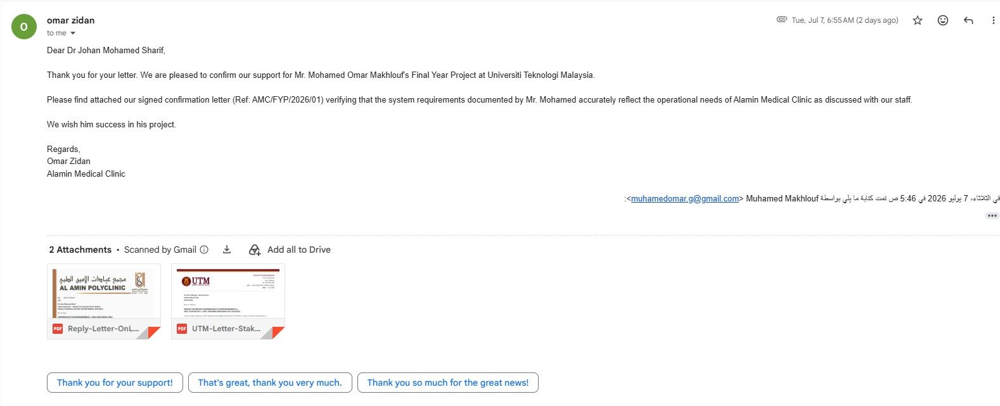 omar zidan
to me
Tue, Jul 7, 6:55 AM (2 days ago)
Dear Dr Johan Mohamed Sharif,
Thank you for your letter. We are pleased to confirm our support for Mr. Mohamed Omar Makhlouf's Final Year Project at Universiti Teknologi Malaysia.
Please find attached our signed confirmation letter (Ref: AMC/FYP/2026/01) verifying that the system requirements documented by Mr. Mohamed accurately reflect the operational needs of Alamin Medical Clinic as discussed with our staff.
We wish him success in his project.
Regards,
Omar Zidan
Alamin Medical Clinic
في الثلاثاء، 7 يوليو 2026 في 5:46 ص تمت كتابة ما يلي بواسطة Muhamed Makhlouf <muhamedomar.g@gmail.com>:
2 Attachments • Scanned by Gmail
Add all to Drive
مجمع عيادات الأمين الطبي
AL AMIN POLYCLINIC
UTM
PDF Reply-Letter-OnL...
PDF UTM-Letter-Stak...
Thank you for your support!
That's great, thank you very much.
Thank you so much for the great news!